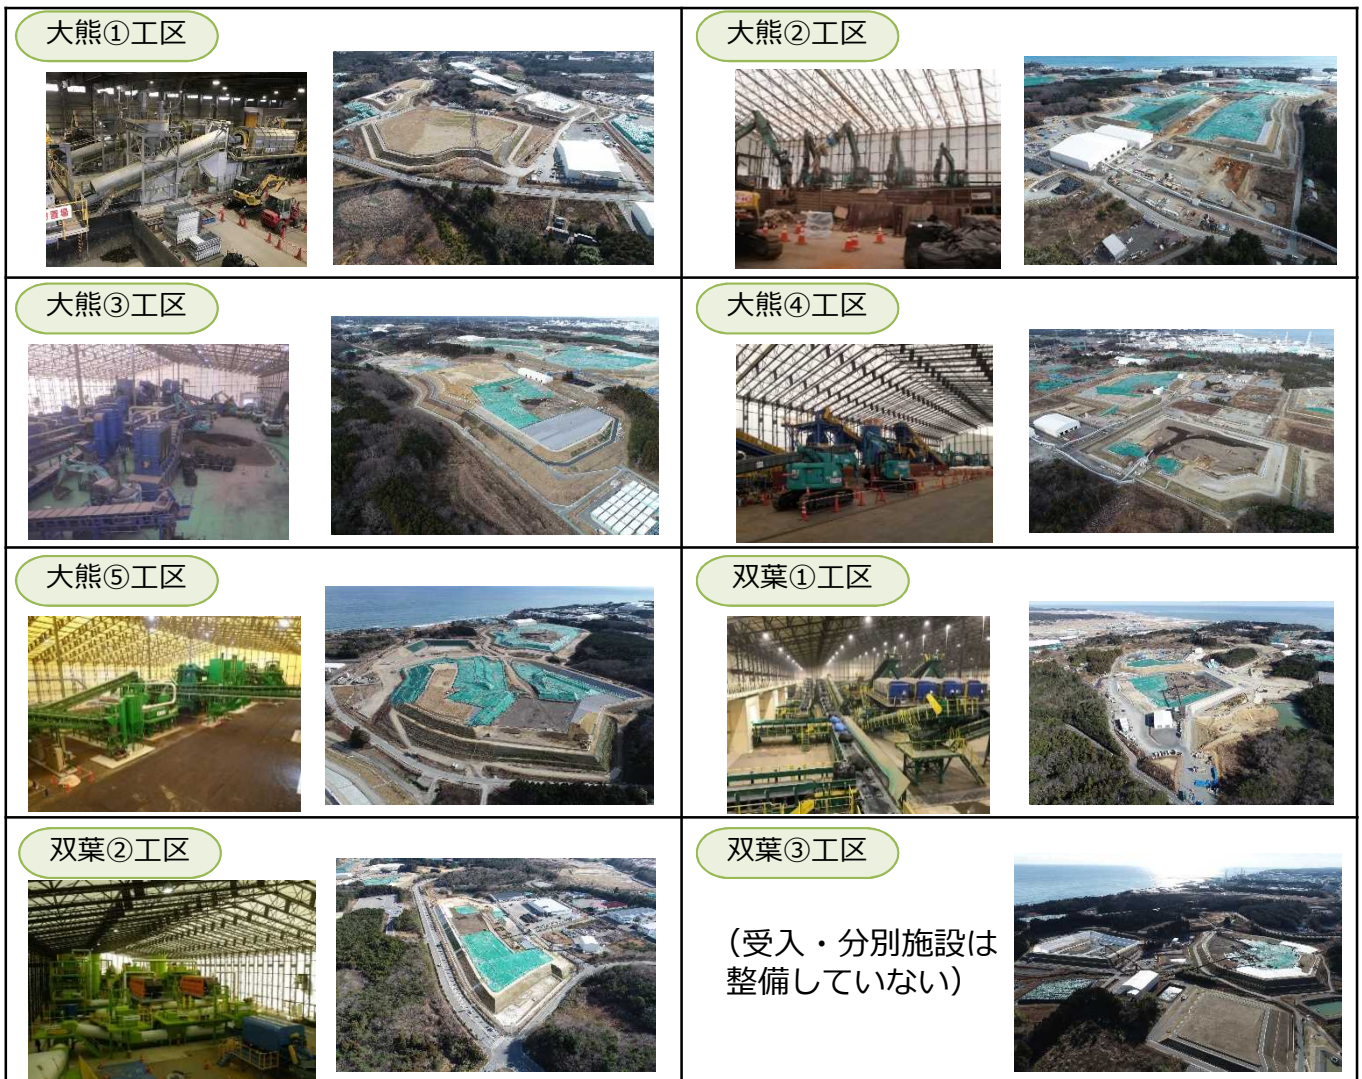 大熊①工区
大熊②工区
大熊③工区
大熊④工区
大熊⑤工区
双葉①工区
双葉②工区
双葉③工区
（受入・分別施設は
整備していない）